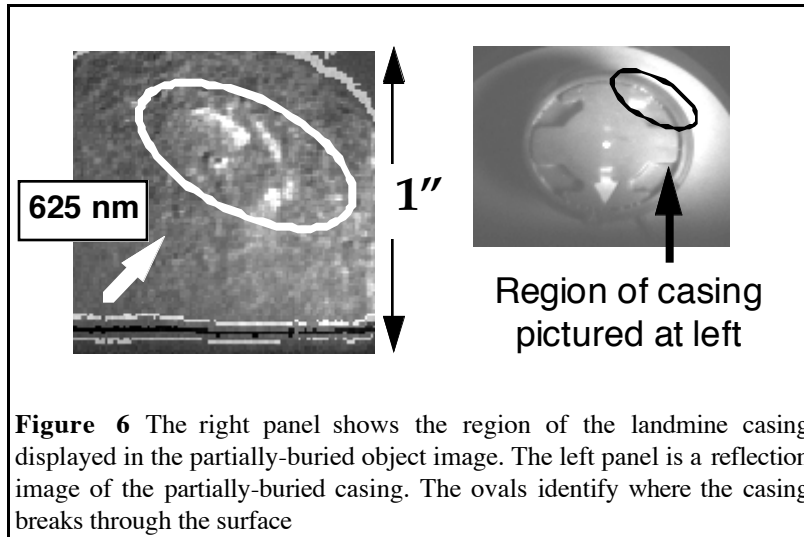 625 nm
1″
Region of casing
pictured at left
Figure 6 The right panel shows the region of the landmine casing
displayed in the partially-buried object image. The left panel is a reflection
image of the partially-buried casing. The ovals identify where the casing
breaks through the surface